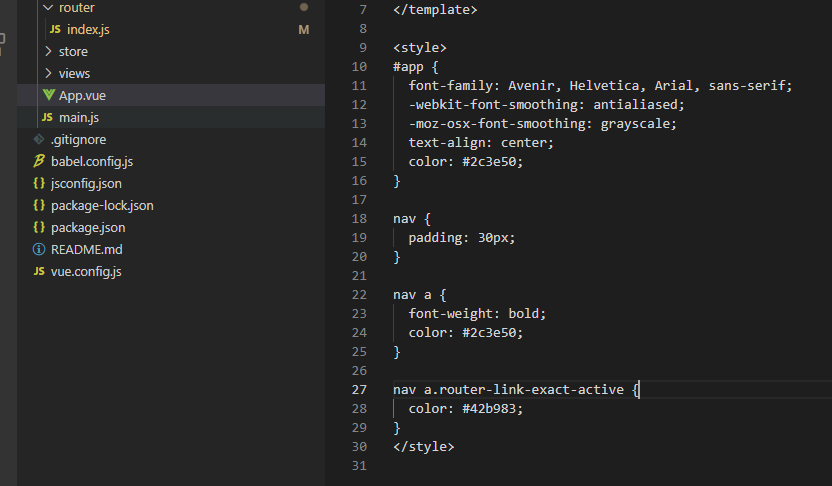 router
JS index.js M
store
views
App.vue
JS main.js
.gitignore
babel.config.js
{} jsconfig.json
{} package-lock.json
{} package.json
README.md
JS vue.config.js
7 </template>
8
9 <style>
10 #app {
11   font-family: Avenir, Helvetica, Arial, sans-serif;
12   -webkit-font-smoothing: antialiased;
13   -moz-osx-font-smoothing: grayscale;
14   text-align: center;
15   color: #2c3e50;
16 }
17
18 nav {
19   padding: 30px;
20 }
21
22 nav a {
23   font-weight: bold;
24   color: #2c3e50;
25 }
26
27 nav a.router-link-exact-active {
28   color: #42b983;
29 }
30 </style>
31